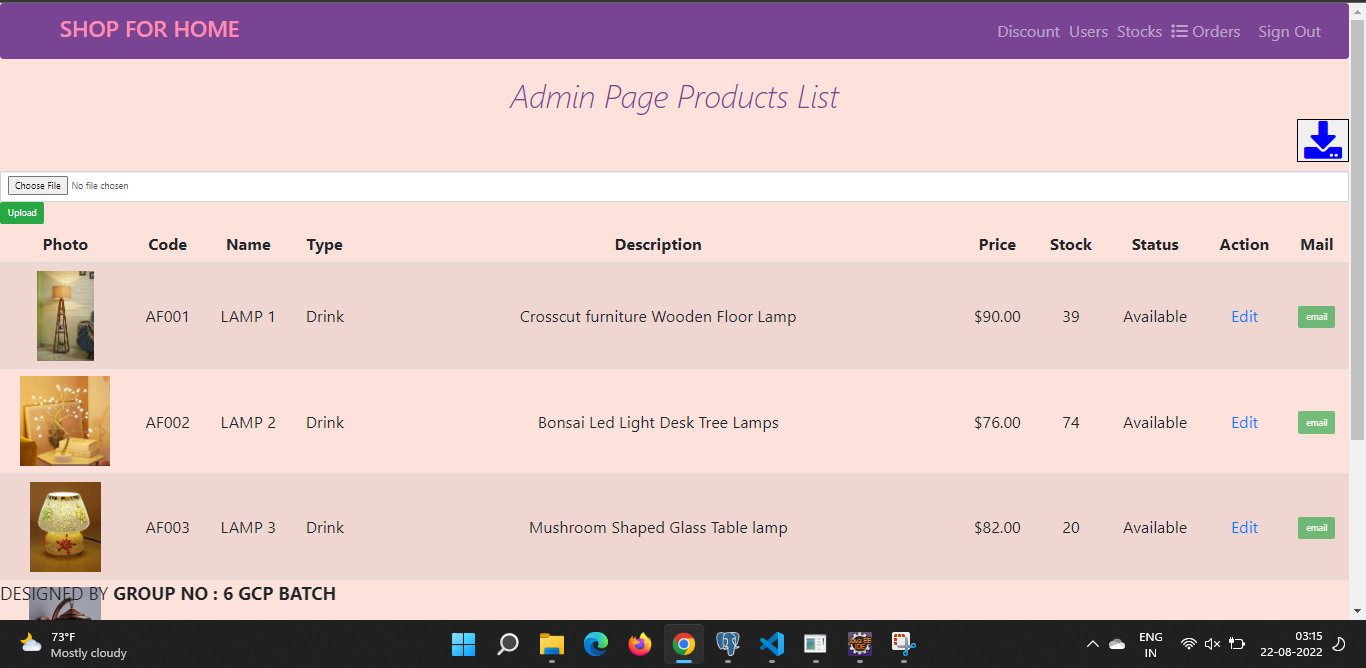 SHOP FOR HOME
Discount Users Stocks Orders Sign Out
Admin Page Products List
Choose File No file chosen
Upload
Photo Code Name Type Description Price Stock Status Action Mail
AF001 LAMP 1 Drink Crosscut furniture Wooden Floor Lamp $90.00 39 Available Edit email
AF002 LAMP 2 Drink Bonsai Led Light Desk Tree Lamps $76.00 74 Available Edit email
AF003 LAMP 3 Drink Mushroom Shaped Glass Table lamp $82.00 20 Available Edit email
DESIGNED BY GROUP NO : 6 GCP BATCH
73°F
Mostly cloudy
ENG
IN
03:15
22-08-2022